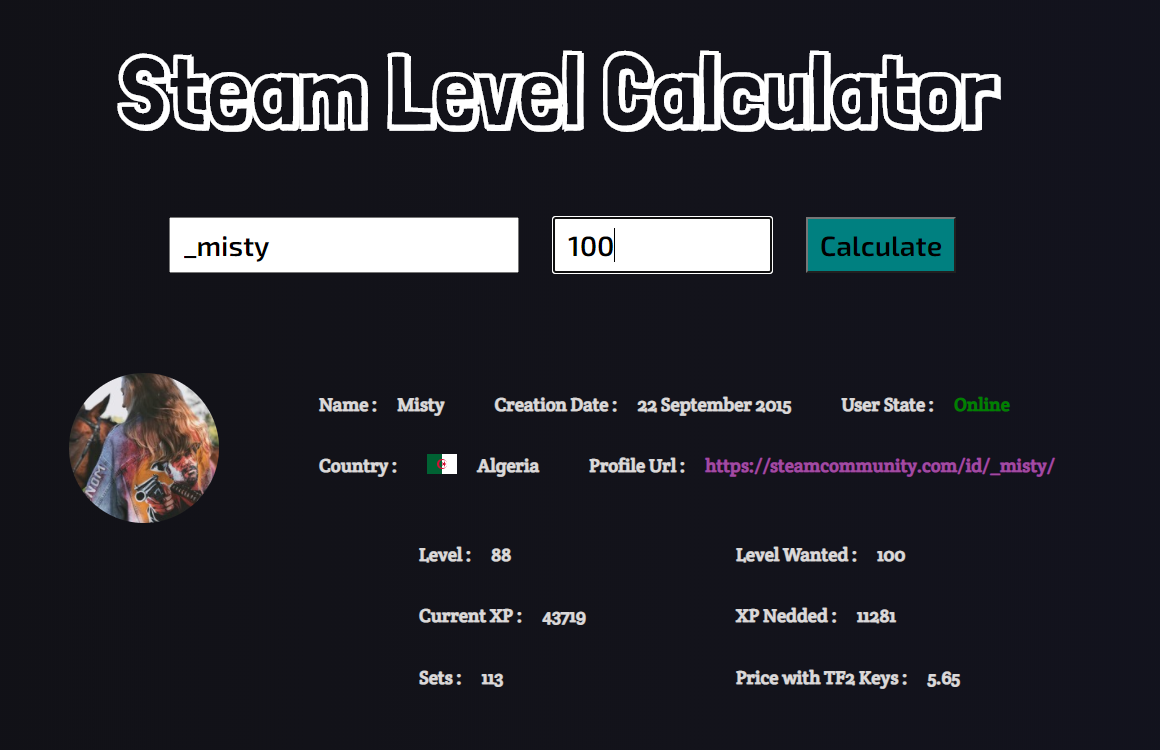 Steam Level Calculator
_misty 100 Calculate
Name : Misty Creation Date : 22 September 2015 User State : Online
Country : Algeria Profile Url : https://steamcommunity.com/id/_misty/
NOM
Level : 88 Level Wanted : 100
Current XP : 43719 XP Nedded : 11281
Sets : 113 Price with TF2 Keys : 5.65